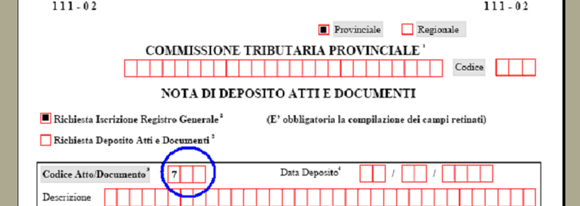 111-02 111-02
Provinciale Regionale
COMMISSIONE TRIBUTARIA PROVINCIALE 1
Codice
NOTA DI DEPOSITO ATTI E DOCUMENTI
Richiesta Iscrizione Registro Generale 2 (E' obbligatoria la compilazione dei campi retinati)
Richiesta Deposito Atti e Documenti 3
Codice Atto/Documento 3 7 Data Deposito 4 / /
Descrizione